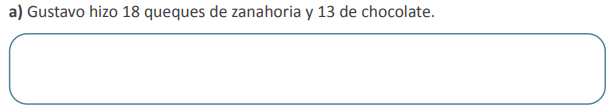 a) Gustavo hizo 18 queques de zanahoria y 13 de chocolate.